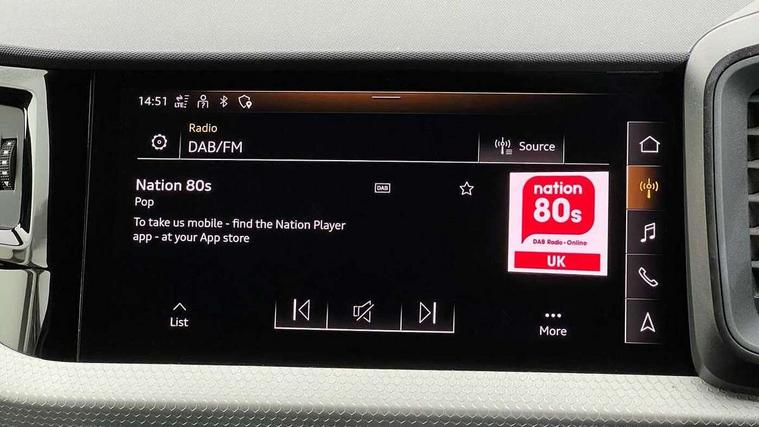 14:51 LTE
Radio
DAB/FM
Source
Nation 80s
DAB
Pop
To take us mobile - find the Nation Player
app - at your App store
nation
80s
DAB Radio - Online
UK
List
More